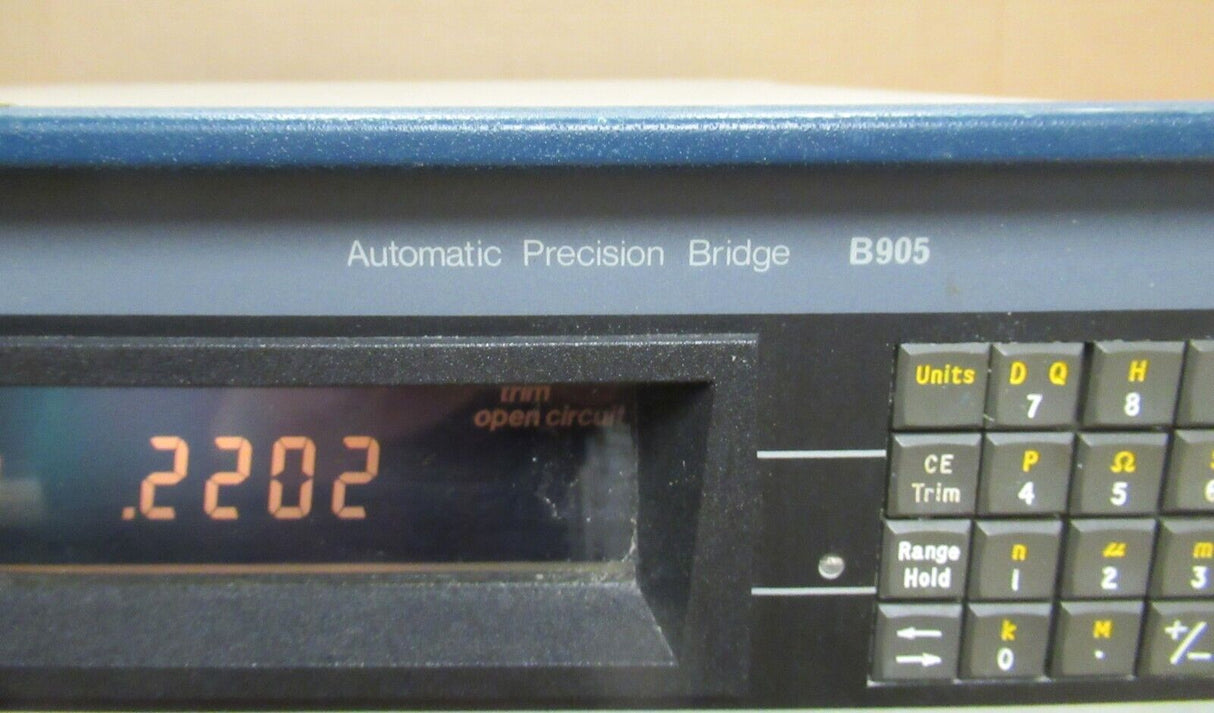 Automatic Precision Bridge B905
trim
open circuit
.2202
Units D Q H
7 8
CE P Ω
Trim 4 5 6
Range n μ m
Hold 1 2 3
← k M +/-
→ 0 .